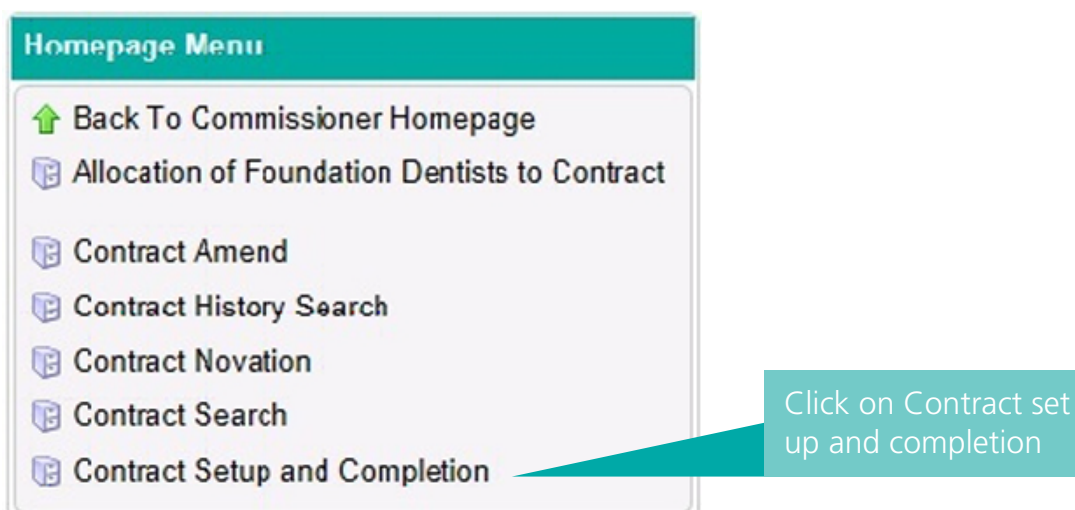 Homepage Menu
Back To Commissioner Homepage
Allocation of Foundation Dentists to Contract
Contract Amend
Contract History Search
Contract Novation
Contract Search
Contract Setup and Completion
Click on Contract set
up and completion